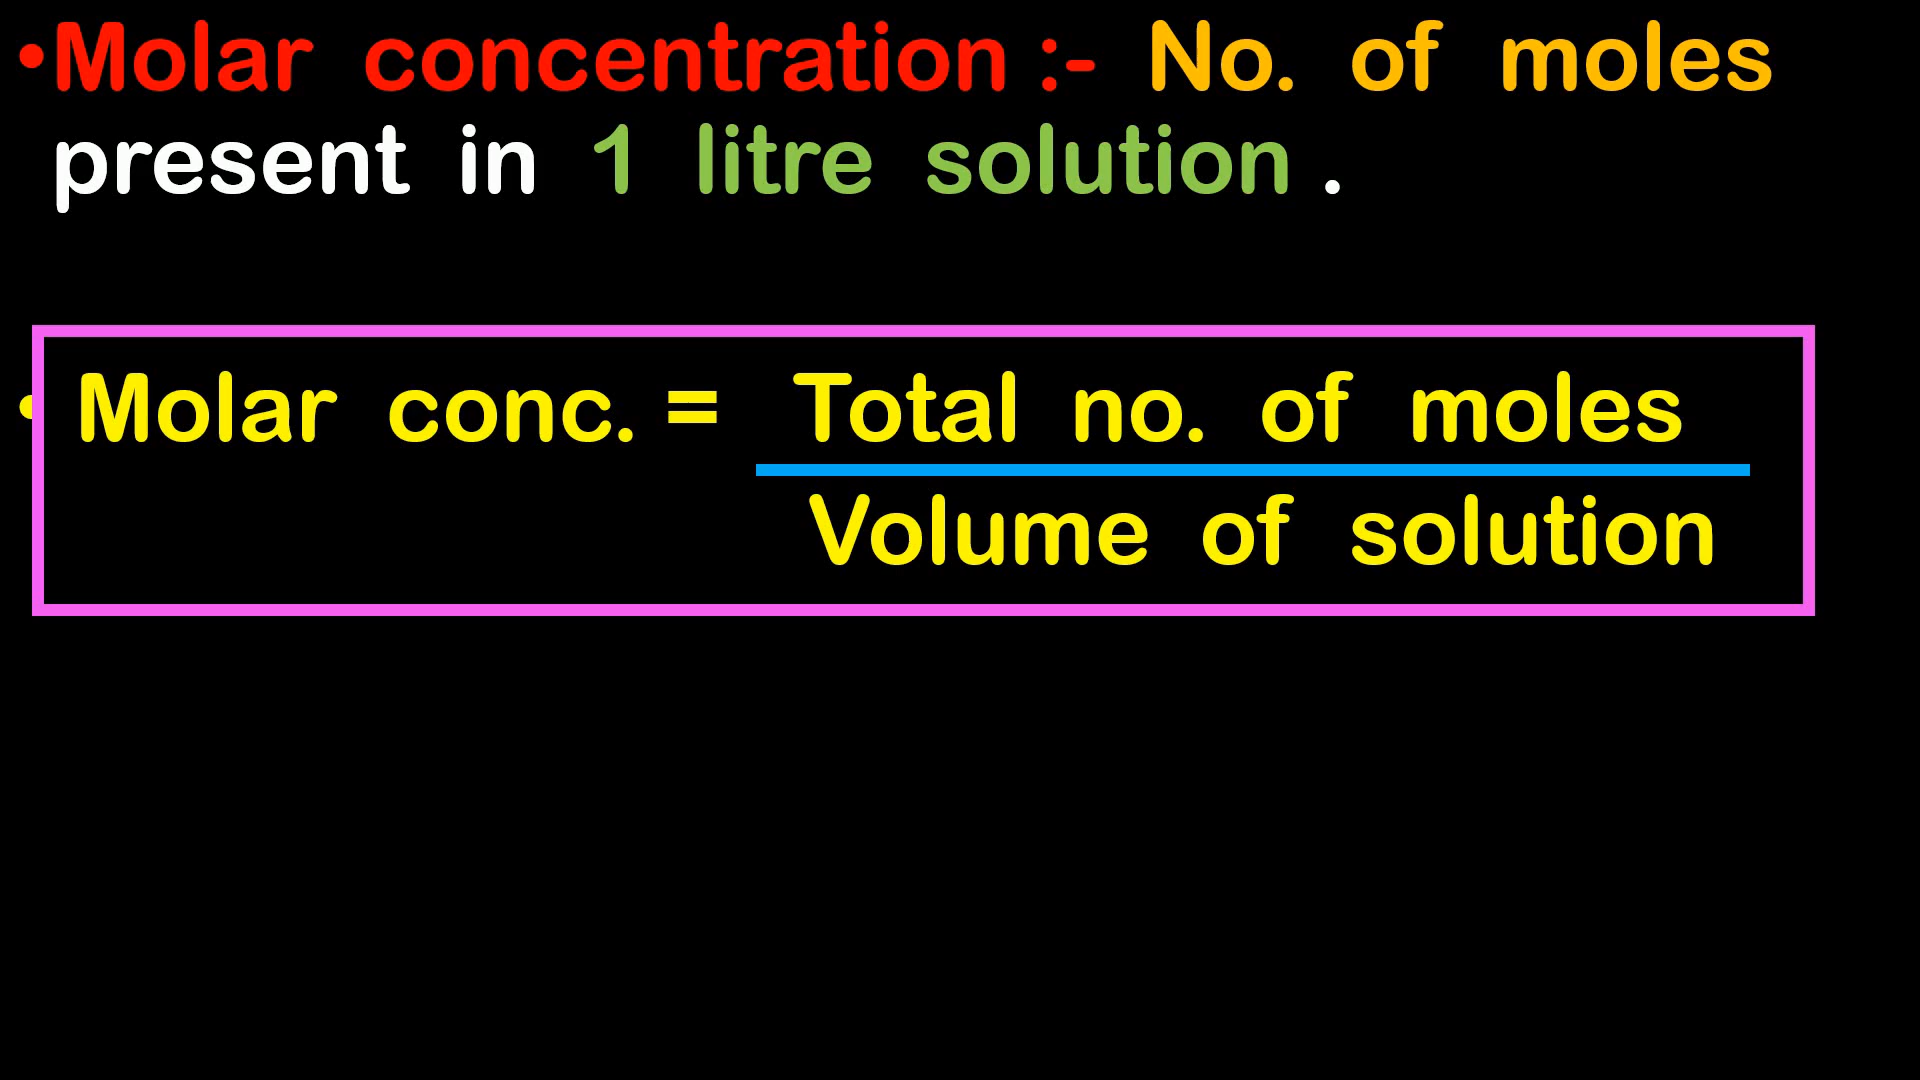 •Molar concentration :- No. of moles
present in 1 litre solution .
• Molar conc. = Total no. of moles
Volume of solution